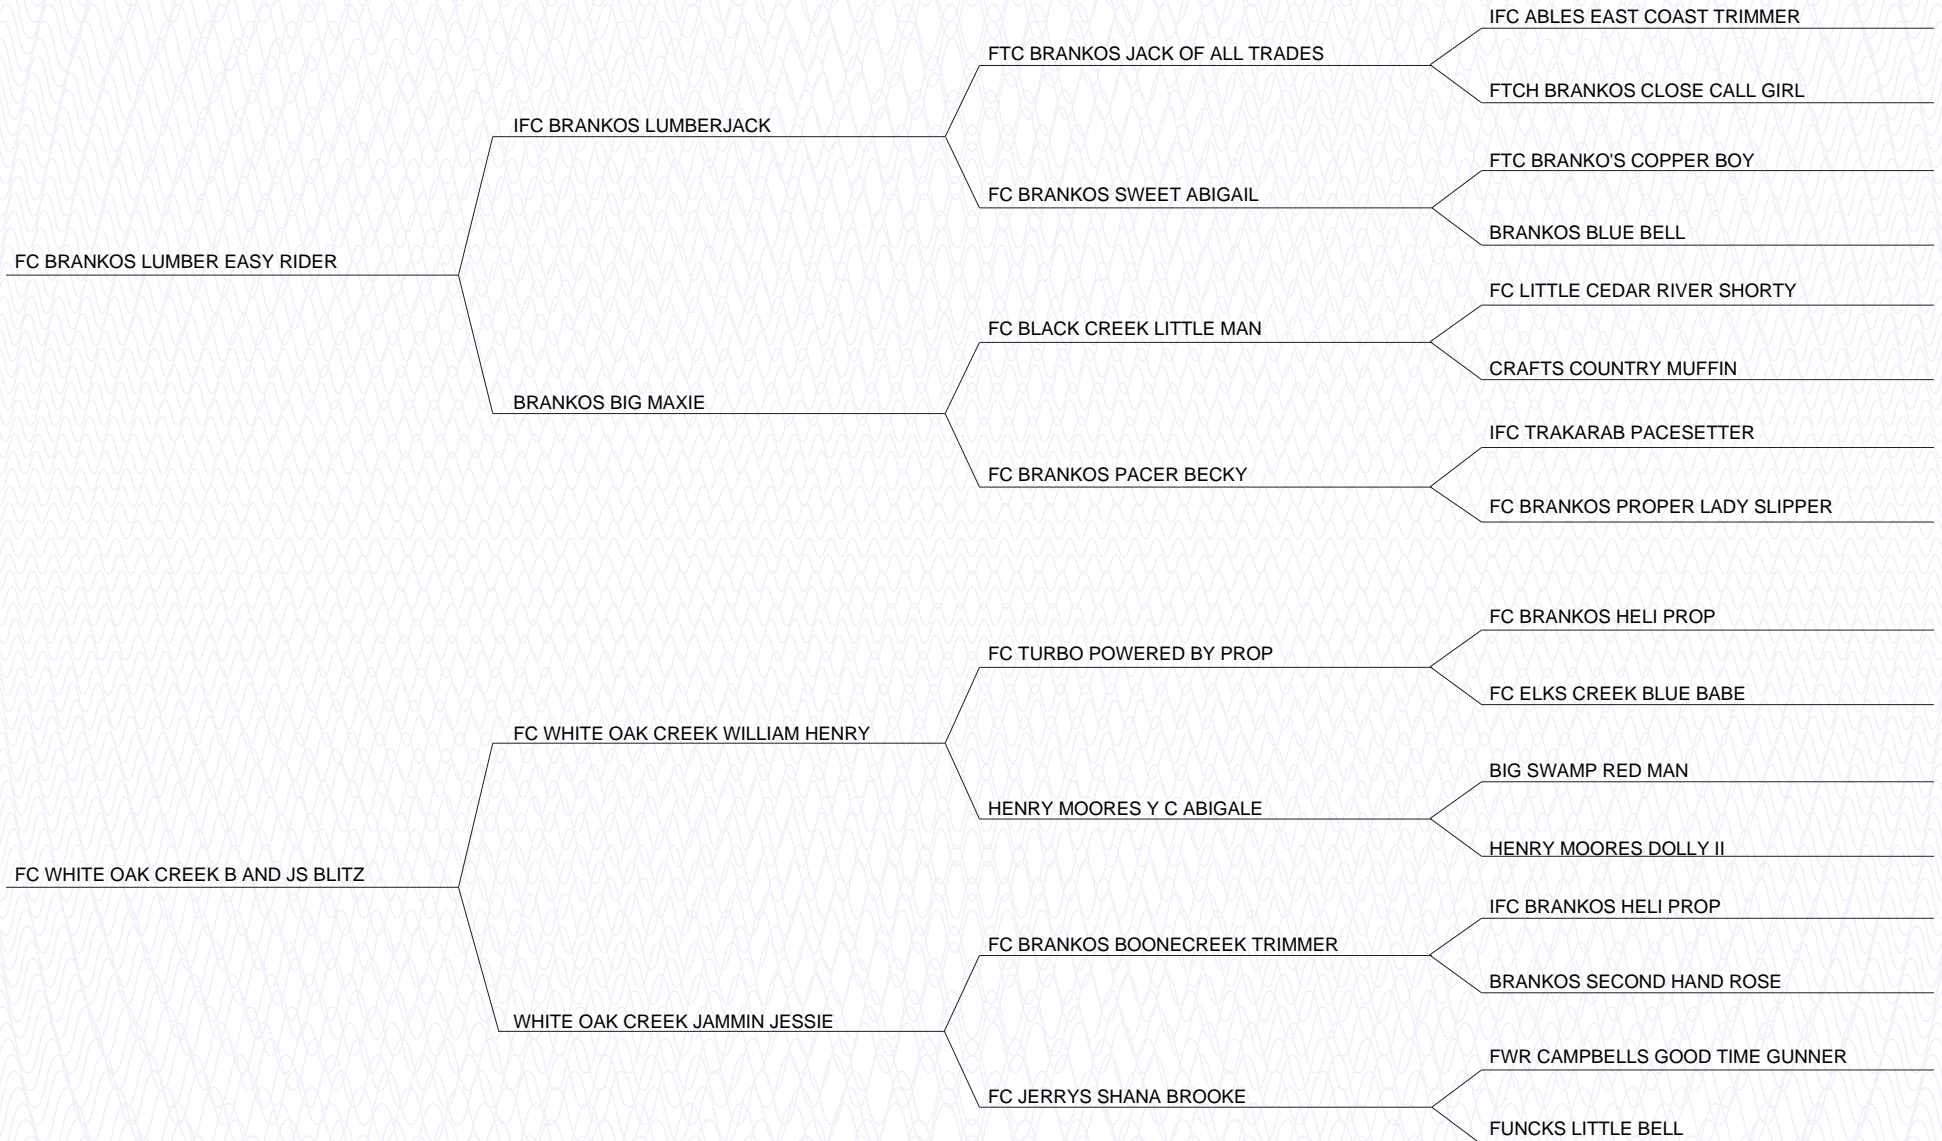 IFC ABLES EAST COAST TRIMMER
FTC BRANKOS JACK OF ALL TRADES
FTCH BRANKOS CLOSE CALL GIRL
IFC BRANKOS LUMBERJACK
FTC BRANKO'S COPPER BOY
FC BRANKOS SWEET ABIGAIL
BRANKOS BLUE BELL
FC BRANKOS LUMBER EASY RIDER
FC LITTLE CEDAR RIVER SHORTY
FC BLACK CREEK LITTLE MAN
CRAFTS COUNTRY MUFFIN
BRANKOS BIG MAXIE
IFC TRAKARAB PACESETTER
FC BRANKOS PACER BECKY
FC BRANKOS PROPER LADY SLIPPER
FC BRANKOS HELI PROP
FC TURBO POWERED BY PROP
FC ELKS CREEK BLUE BABE
FC WHITE OAK CREEK WILLIAM HENRY
BIG SWAMP RED MAN
HENRY MOORES Y C ABIGALE
HENRY MOORES DOLLY II
FC WHITE OAK CREEK B AND JS BLITZ
IFC BRANKOS HELI PROP
FC BRANKOS BOONECREEK TRIMMER
BRANKOS SECOND HAND ROSE
WHITE OAK CREEK JAMMIN JESSIE
FWR CAMPBELLS GOOD TIME GUNNER
FC JERRYS SHANA BROOKE
FUNCKS LITTLE BELL